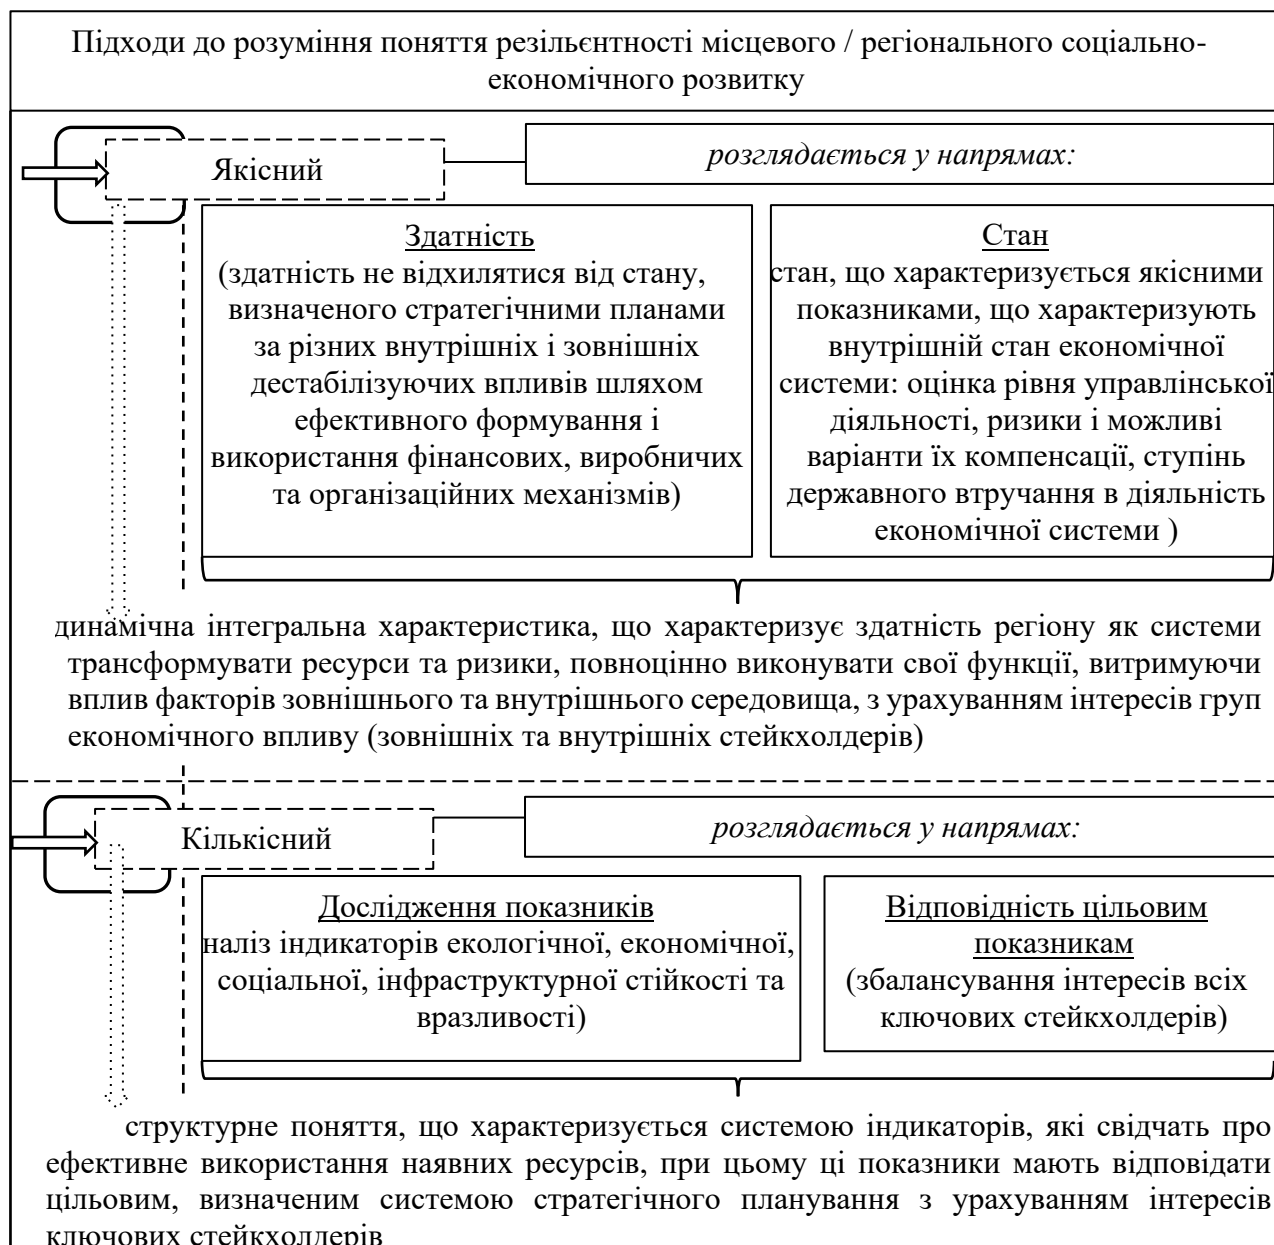 Підходи до розуміння поняття резільєнтності місцевого / регіонального соціально-
економічного розвитку
Якісний
розглядається у напрямах:
Здатність
(здатність не відхилятися від стану,
визначеного стратегічними планами
за різних внутрішніх і зовнішніх
дестабілізуючих впливів шляхом
ефективного формування і
використання фінансових, виробничих
та організаційних механізмів)
Стан
стан, що характеризується якісними
показниками, що характеризують
внутрішній стан економічної
системи: оцінка рівня управлінської
діяльності, ризики і можливі
варіанти їх компенсації, ступінь
державного втручання в діяльність
економічної системи )
динамічна інтегральна характеристика, що характеризує здатність регіону як системи
трансформувати ресурси та ризики, повноцінно виконувати свої функції, витримуючи
вплив факторів зовнішнього та внутрішнього середовища, з урахуванням інтересів груп
економічного впливу (зовнішніх та внутрішніх стейкхолдерів)
Кількісний
розглядається у напрямах:
Дослідження показників
наліз індикаторів екологічної, економічної,
соціальної, інфраструктурної стійкості та
вразливості)
Відповідність цільовим
показникам
(збалансування інтересів всіх
ключових стейкхолдерів)
структурне поняття, що характеризується системою індикаторів, які свідчать про
ефективне використання наявних ресурсів, при цьому ці показники мають відповідати
цільовим, визначеним системою стратегічного планування з урахуванням інтересів
ключових стейкхолдерів